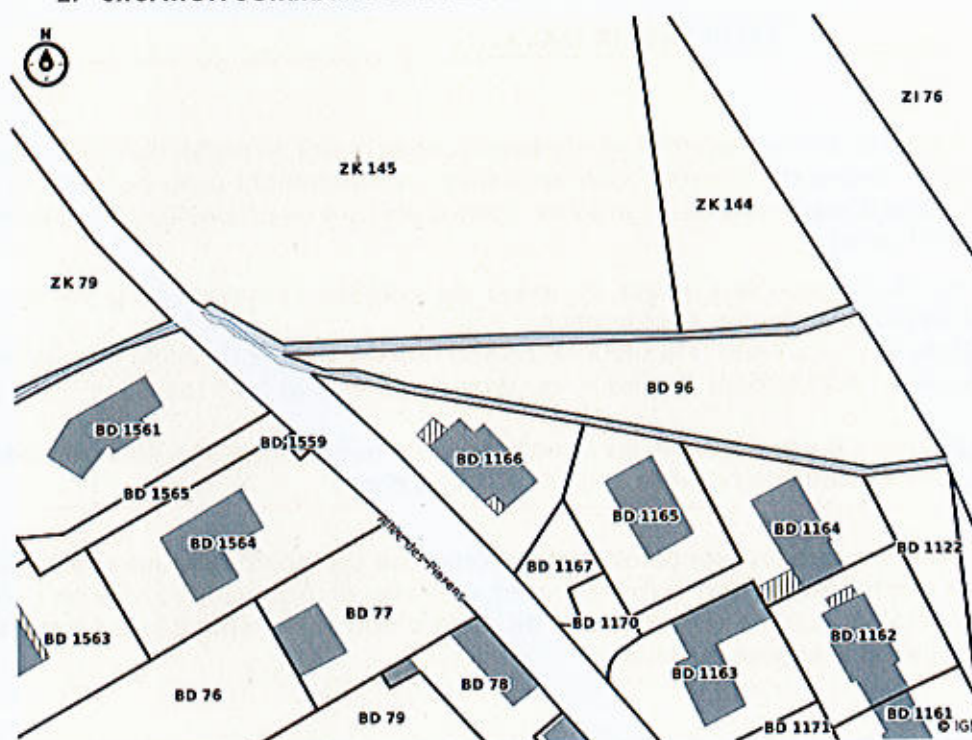 N
ZI 76
ZK 145
ZK 144
ZK 79
BD 96
BD 1561
BD 1559
BD 1166
BD 1565
BD 1165
BD 1564
BD 1164
BD 1167
BD 1122
BD 77
BD 1170
BD 1563
BD 1162
BD 1163
BD 76
BD 78
BD 79
BD 1171
BD 1161
© IG